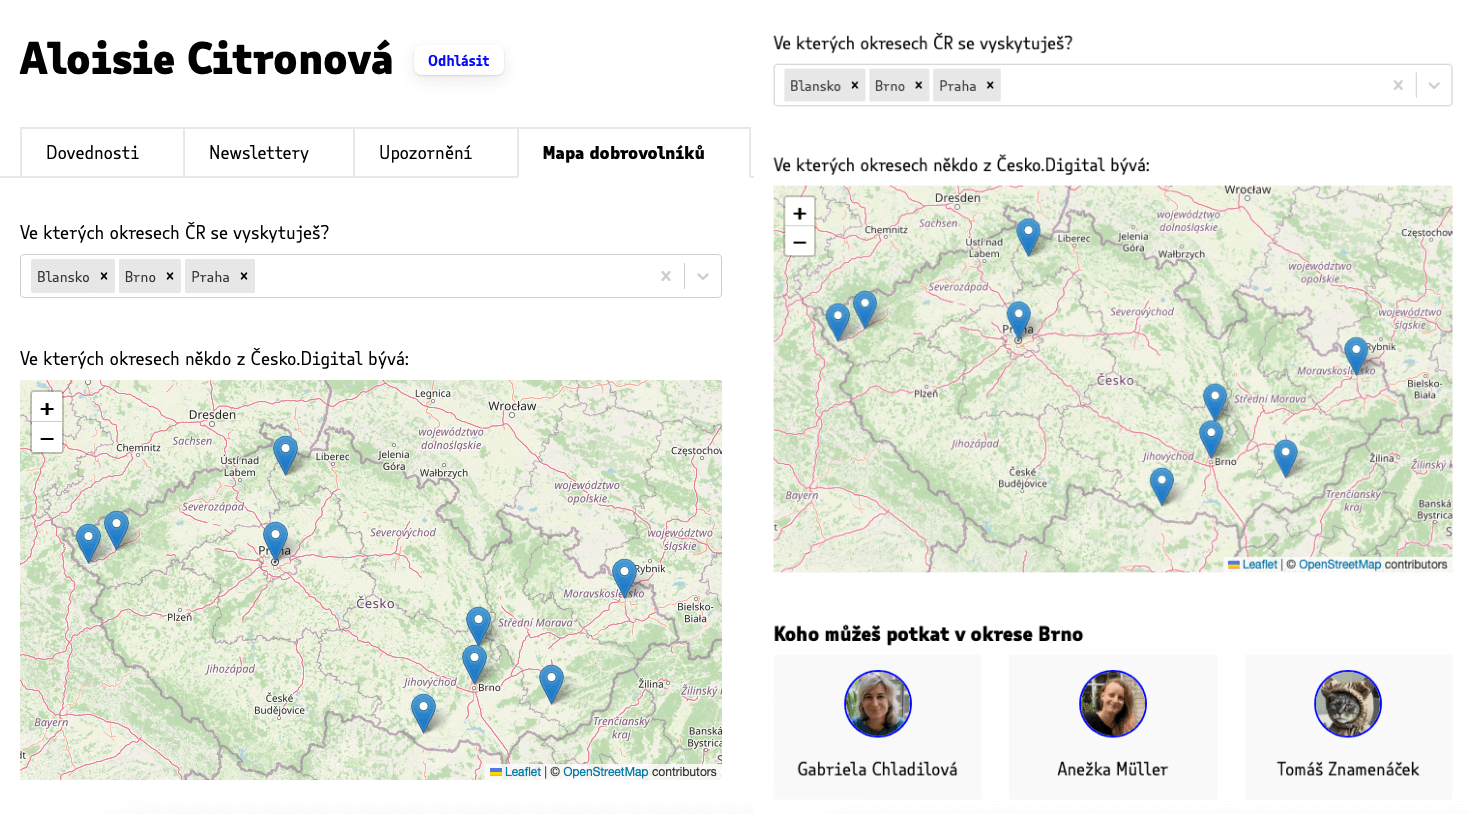 Aloisie Citronová
Odhlásit
Dovednosti
Newslettery
Upozornění
Mapa dobrovolníků
Ve kterých okresech ČR se vyskytuješ?
Blansko × Brno × Praha ×
Ve kterých okresech někdo z Česko.Digital bývá:
+
−
Legnica
Dresden
Wrocław
Sachsen
województwo
dolnośląskie
Chemnitz
Ústí nad
Labem
Liberec
Jelenia
Góra
Wałbrzych
Częstochow
województwo
opolskie
Severozápad
Severovýchod
województwo
śląskie
Rybnik
Moravskoslezsko
Česko
Plzeň
Střední Morava
Bielsko-
Biała
Jihozápad
Jihovýchod
Brno
Žilina
Žilinský k
České
Budějovice
Bayern
Trenčiansky
kraj
Banská
Bystrica
Leaflet | © OpenStreetMap contributors
Ve kterých okresech ČR se vyskytuješ?
Blansko × Brno × Praha ×
Ve kterých okresech někdo z Česko.Digital bývá:
+
−
Wrocław
Dresden
Sachsen
województwo
dolnośląskie
Chemnitz
Ústí nad
Labem
Liberec
Jelenia
Góra
Wałbrzych
Częstochow
województwo
opolskie
Severozápad
Severovýchod
województwo
śląskie
Rybnik
Moravskoslezsko
Česko
Plzeň
Střední Morava
Bielsko-
Biała
Jihozápad
Jihovýchod
Brno
Žilina
Žilinský k
České
Budějovice
Bayern
Trenčiansky
kraj
Banská
Bystrica
Leaflet | © OpenStreetMap contributors
Koho můžeš potkat v okrese Brno
Gabriela Chladilová
Anežka Müller
Tomáš Znamenáček